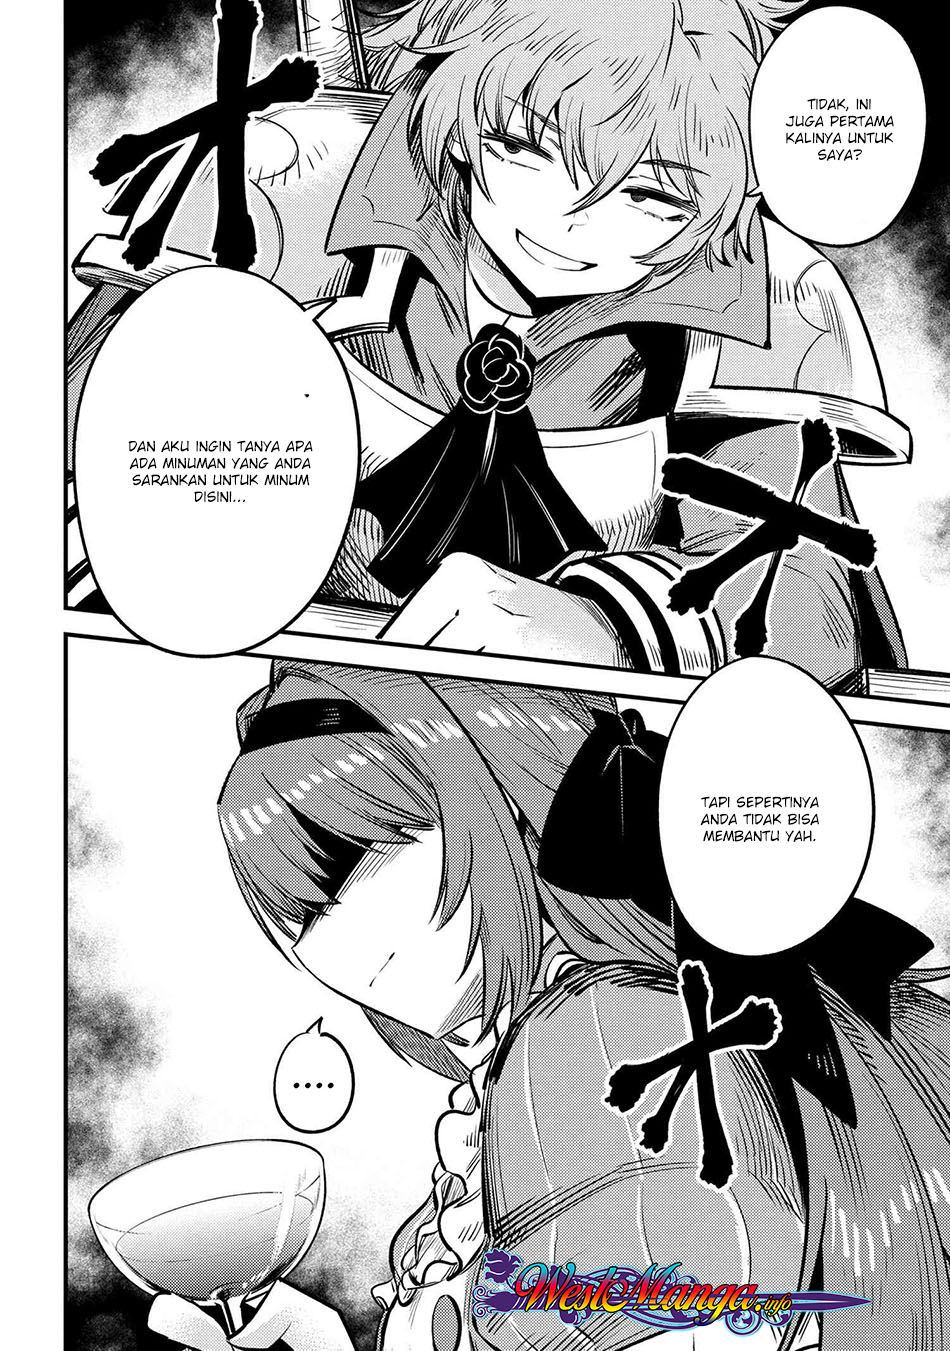 TIDAK, INI
JUGA PERTAMA
KALINYA UNTUK
SAYA?
DAN AKU INGIN TANYA APA
ADA MINUMAN YANG ANDA
SARANKAN UNTUK MINUM
DISINI...
TAPI SEPERTINYA
ANDA TIDAK BISA
MEMBANTU YAH.
....
WestManga.info